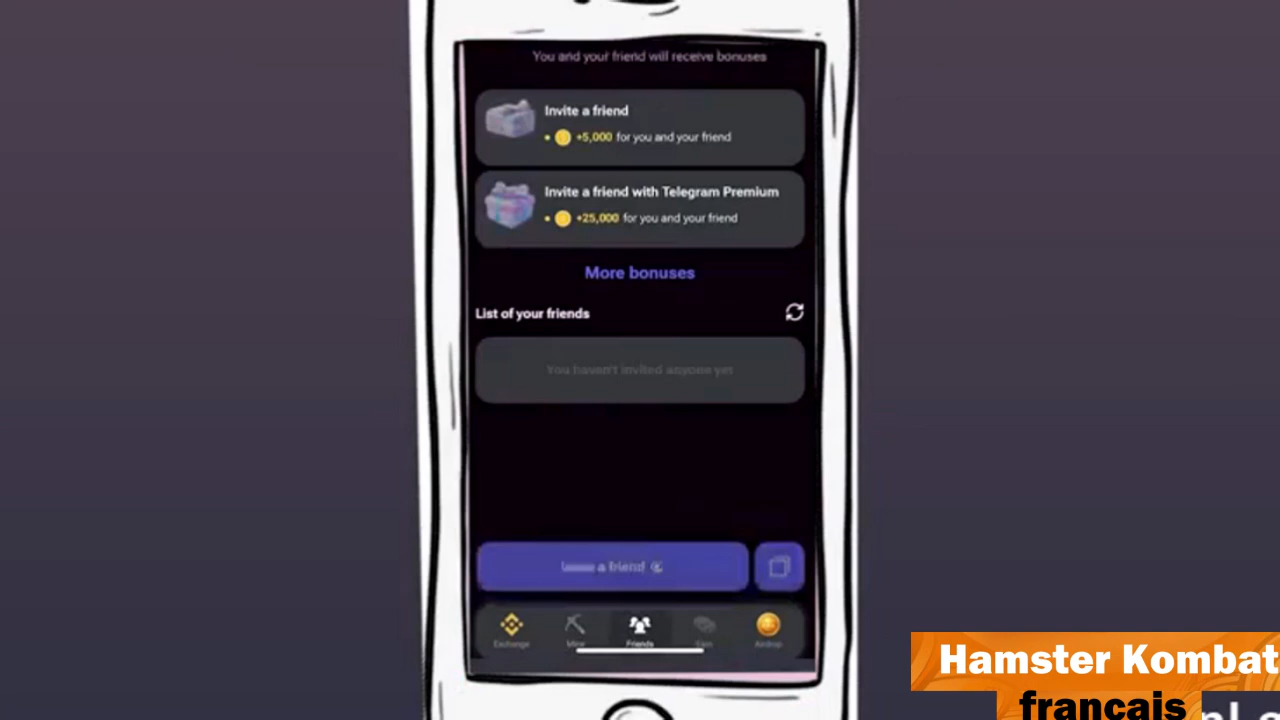 You and your friend will receive bonuses
Invite a friend
+5,000 for you and your friend
Invite a friend with Telegram Premium
+25,000 for you and your friend
More bonuses
List of your friends
You haven't invited anyone yet
a friend
Exchange
Mine
Friends
Earn
Airdrop
Hamster Kombat
français